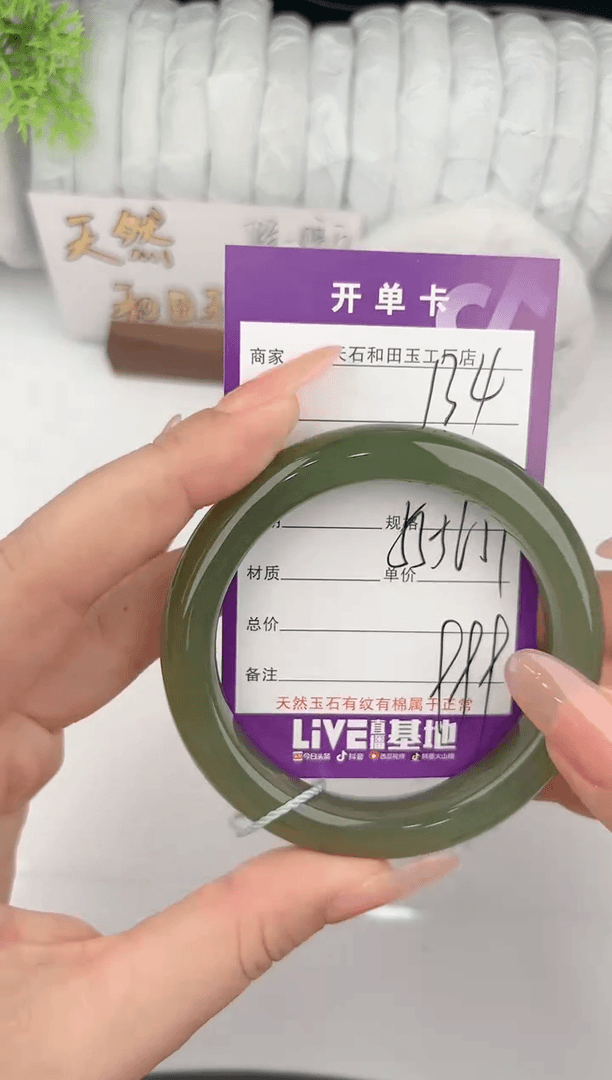 天然
和田玉
开单卡
商家 天石和田玉工厂店
134
规格
材质 单价
总价
888
备注
天然玉石有纹有棉属于正常
LiVE直播基地
今日头条 抖音 西瓜视频 抖音火山版